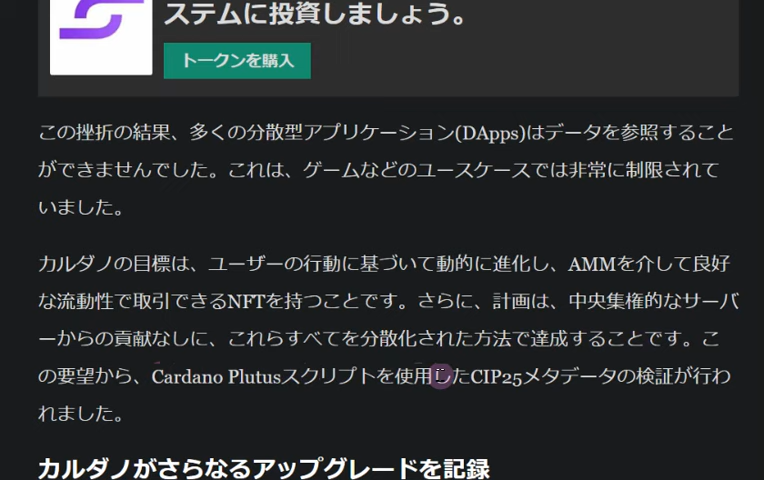 ステムに投資しましょう。
トークンを購入
この挫折の結果、多くの分散型アプリケーション(DApps)はデータを参照すること
ができませんでした。これは、ゲームなどのユースケースでは非常に制限されて
いました。
カルダノの目標は、ユーザーの行動に基づいて動的に進化し、AMMを介して良好
な流動性で取引できるNFTを持つことです。さらに、計画は、中央集権的なサーバ
ーからの貢献なしに、これらすべてを分散化された方法で達成することです。こ
の要望から、Cardano Plutusスクリプトを使用したCIP25メタデータの検証が行わ
れました。
カルダノがさらなるアップグレードを記録